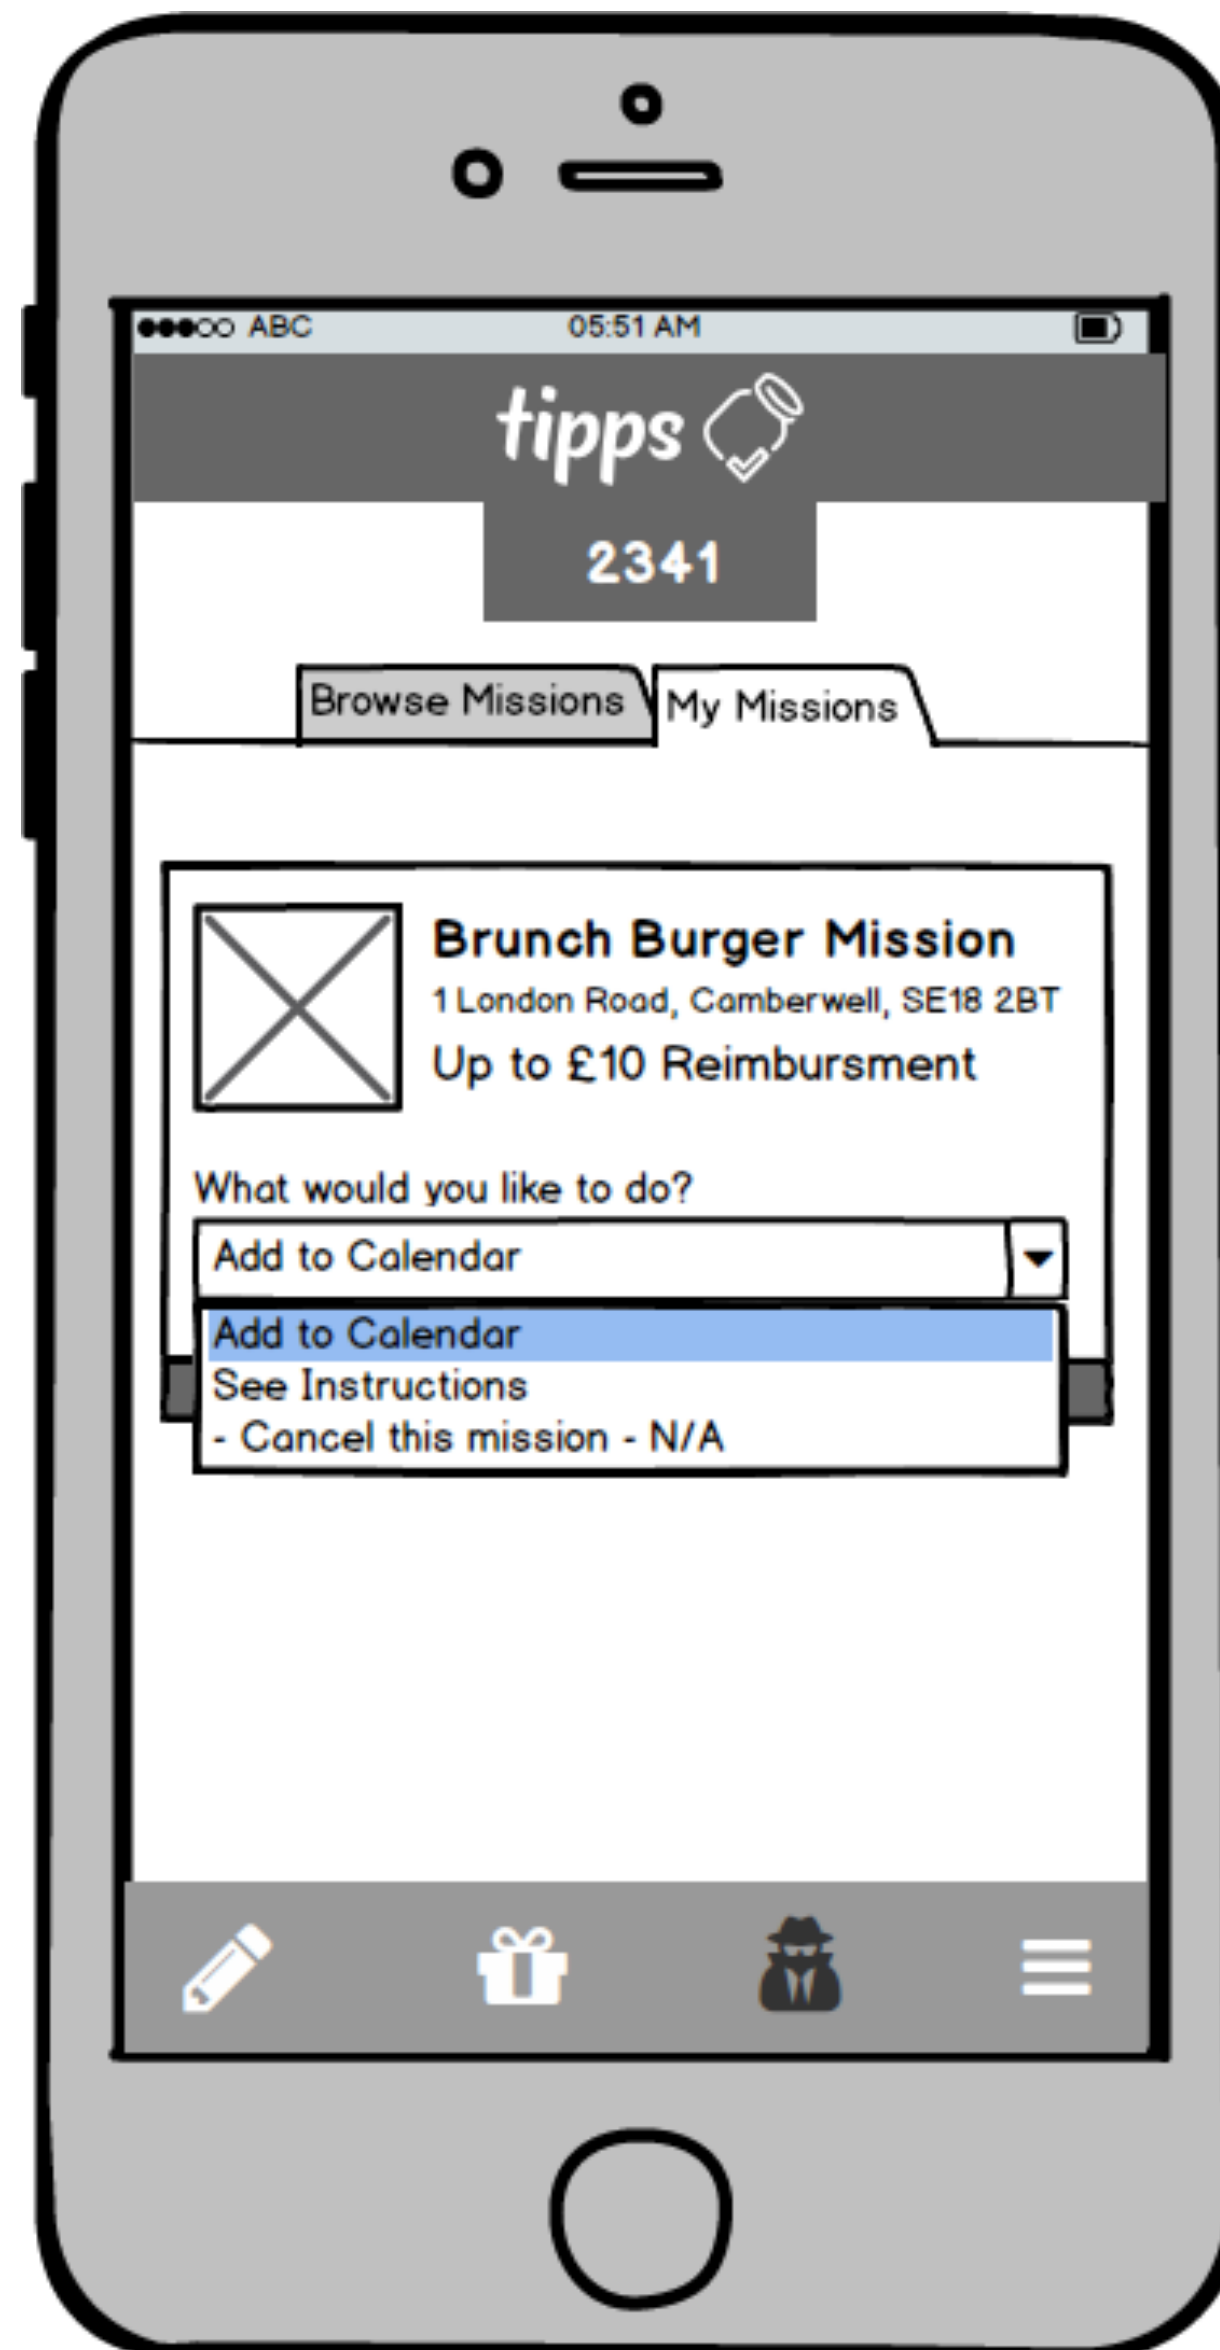 ABC 05:51 AM
tipps
2341
Browse Missions My Missions
Brunch Burger Mission
1 London Road, Camberwell, SE18 2BT
Up to £10 Reimbursment
What would you like to do?
Add to Calendar
Add to Calendar
See Instructions
- Cancel this mission - N/A